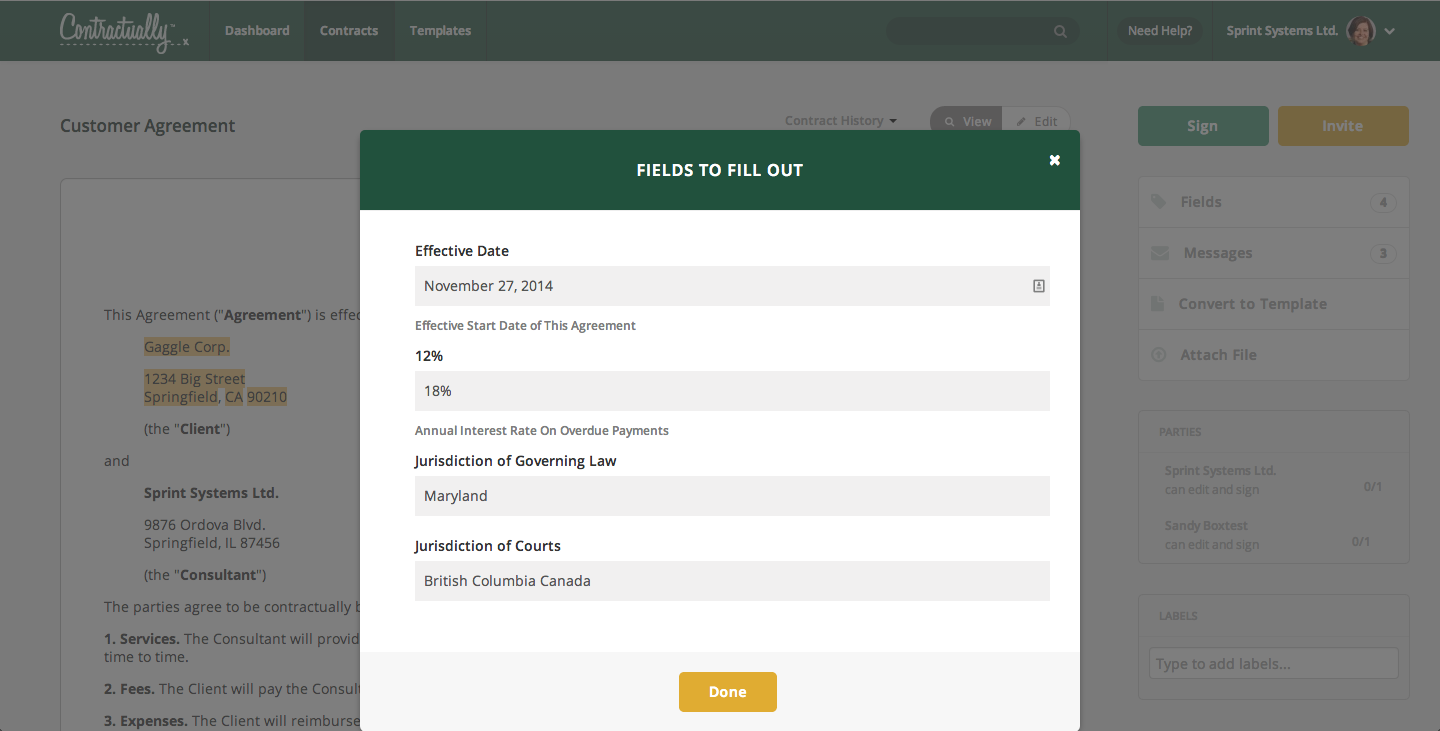 Contractually™
x
Dashboard
Contracts
Templates
Need Help?
Sprint Systems Ltd.
Customer Agreement
Contract History
View
Edit
Sign
Invite
FIELDS TO FILL OUT
Effective Date
November 27, 2014
Effective Start Date of This Agreement
12%
18%
Annual Interest Rate On Overdue Payments
Jurisdiction of Governing Law
Maryland
Jurisdiction of Courts
British Columbia Canada
Done
This Agreement ("Agreement") is effec
Gaggle Corp.
1234 Big Street
Springfield, CA 90210
(the "Client")
and
Sprint Systems Ltd.
9876 Ordova Blvd.
Springfield, IL 87456
(the "Consultant")
The parties agree to be contractually b
1. Services. The Consultant will provid
time to time.
2. Fees. The Client will pay the Consult
3. Expenses. The Client will reimburse
Fields 4
Messages 3
Convert to Template
Attach File
PARTIES
Sprint Systems Ltd.
can edit and sign 0/1
Sandy Boxtest
can edit and sign 0/1
LABELS
Type to add labels...